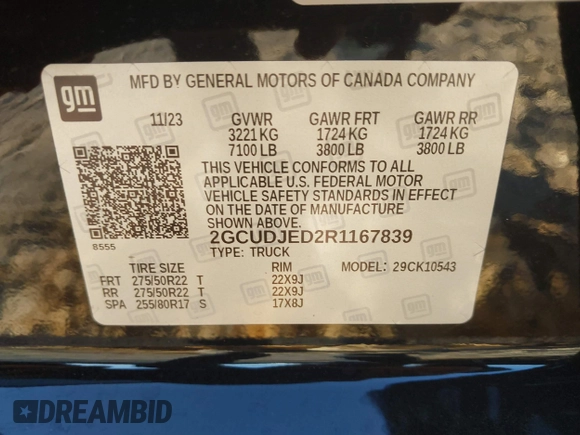 gm
MFD BY GENERAL MOTORS OF CANADA COMPANY
11/23 GVWR GAWR FRT GAWR RR
3221 KG 1724 KG 1724 KG
7100 LB 3800 LB 3800 LB
THIS VEHICLE CONFORMS TO ALL
APPLICABLE U.S. FEDERAL MOTOR
VEHICLE SAFETY STANDARDS IN EFFECT
ON THE DATE OF MANUFACTURE
SHOWN ABOVE.
8555
2GCUDJED2R1167839
TYPE: TRUCK
TIRE SIZE RIM MODEL: 29CK10543
FRT 275/50R22 T 22X9J
RR 275/50R22 T 22X9J
SPA 255/80R17 S 17X8J
DREAMBID